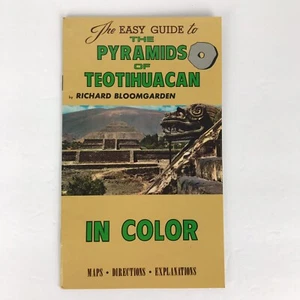 The EASY GUIDE to
THE
PYRAMIDS
OF
TEOTIHUACAN
by RICHARD BLOOMGARDEN
IN COLOR
MAPS • DIRECTIONS • EXPLANATIONS